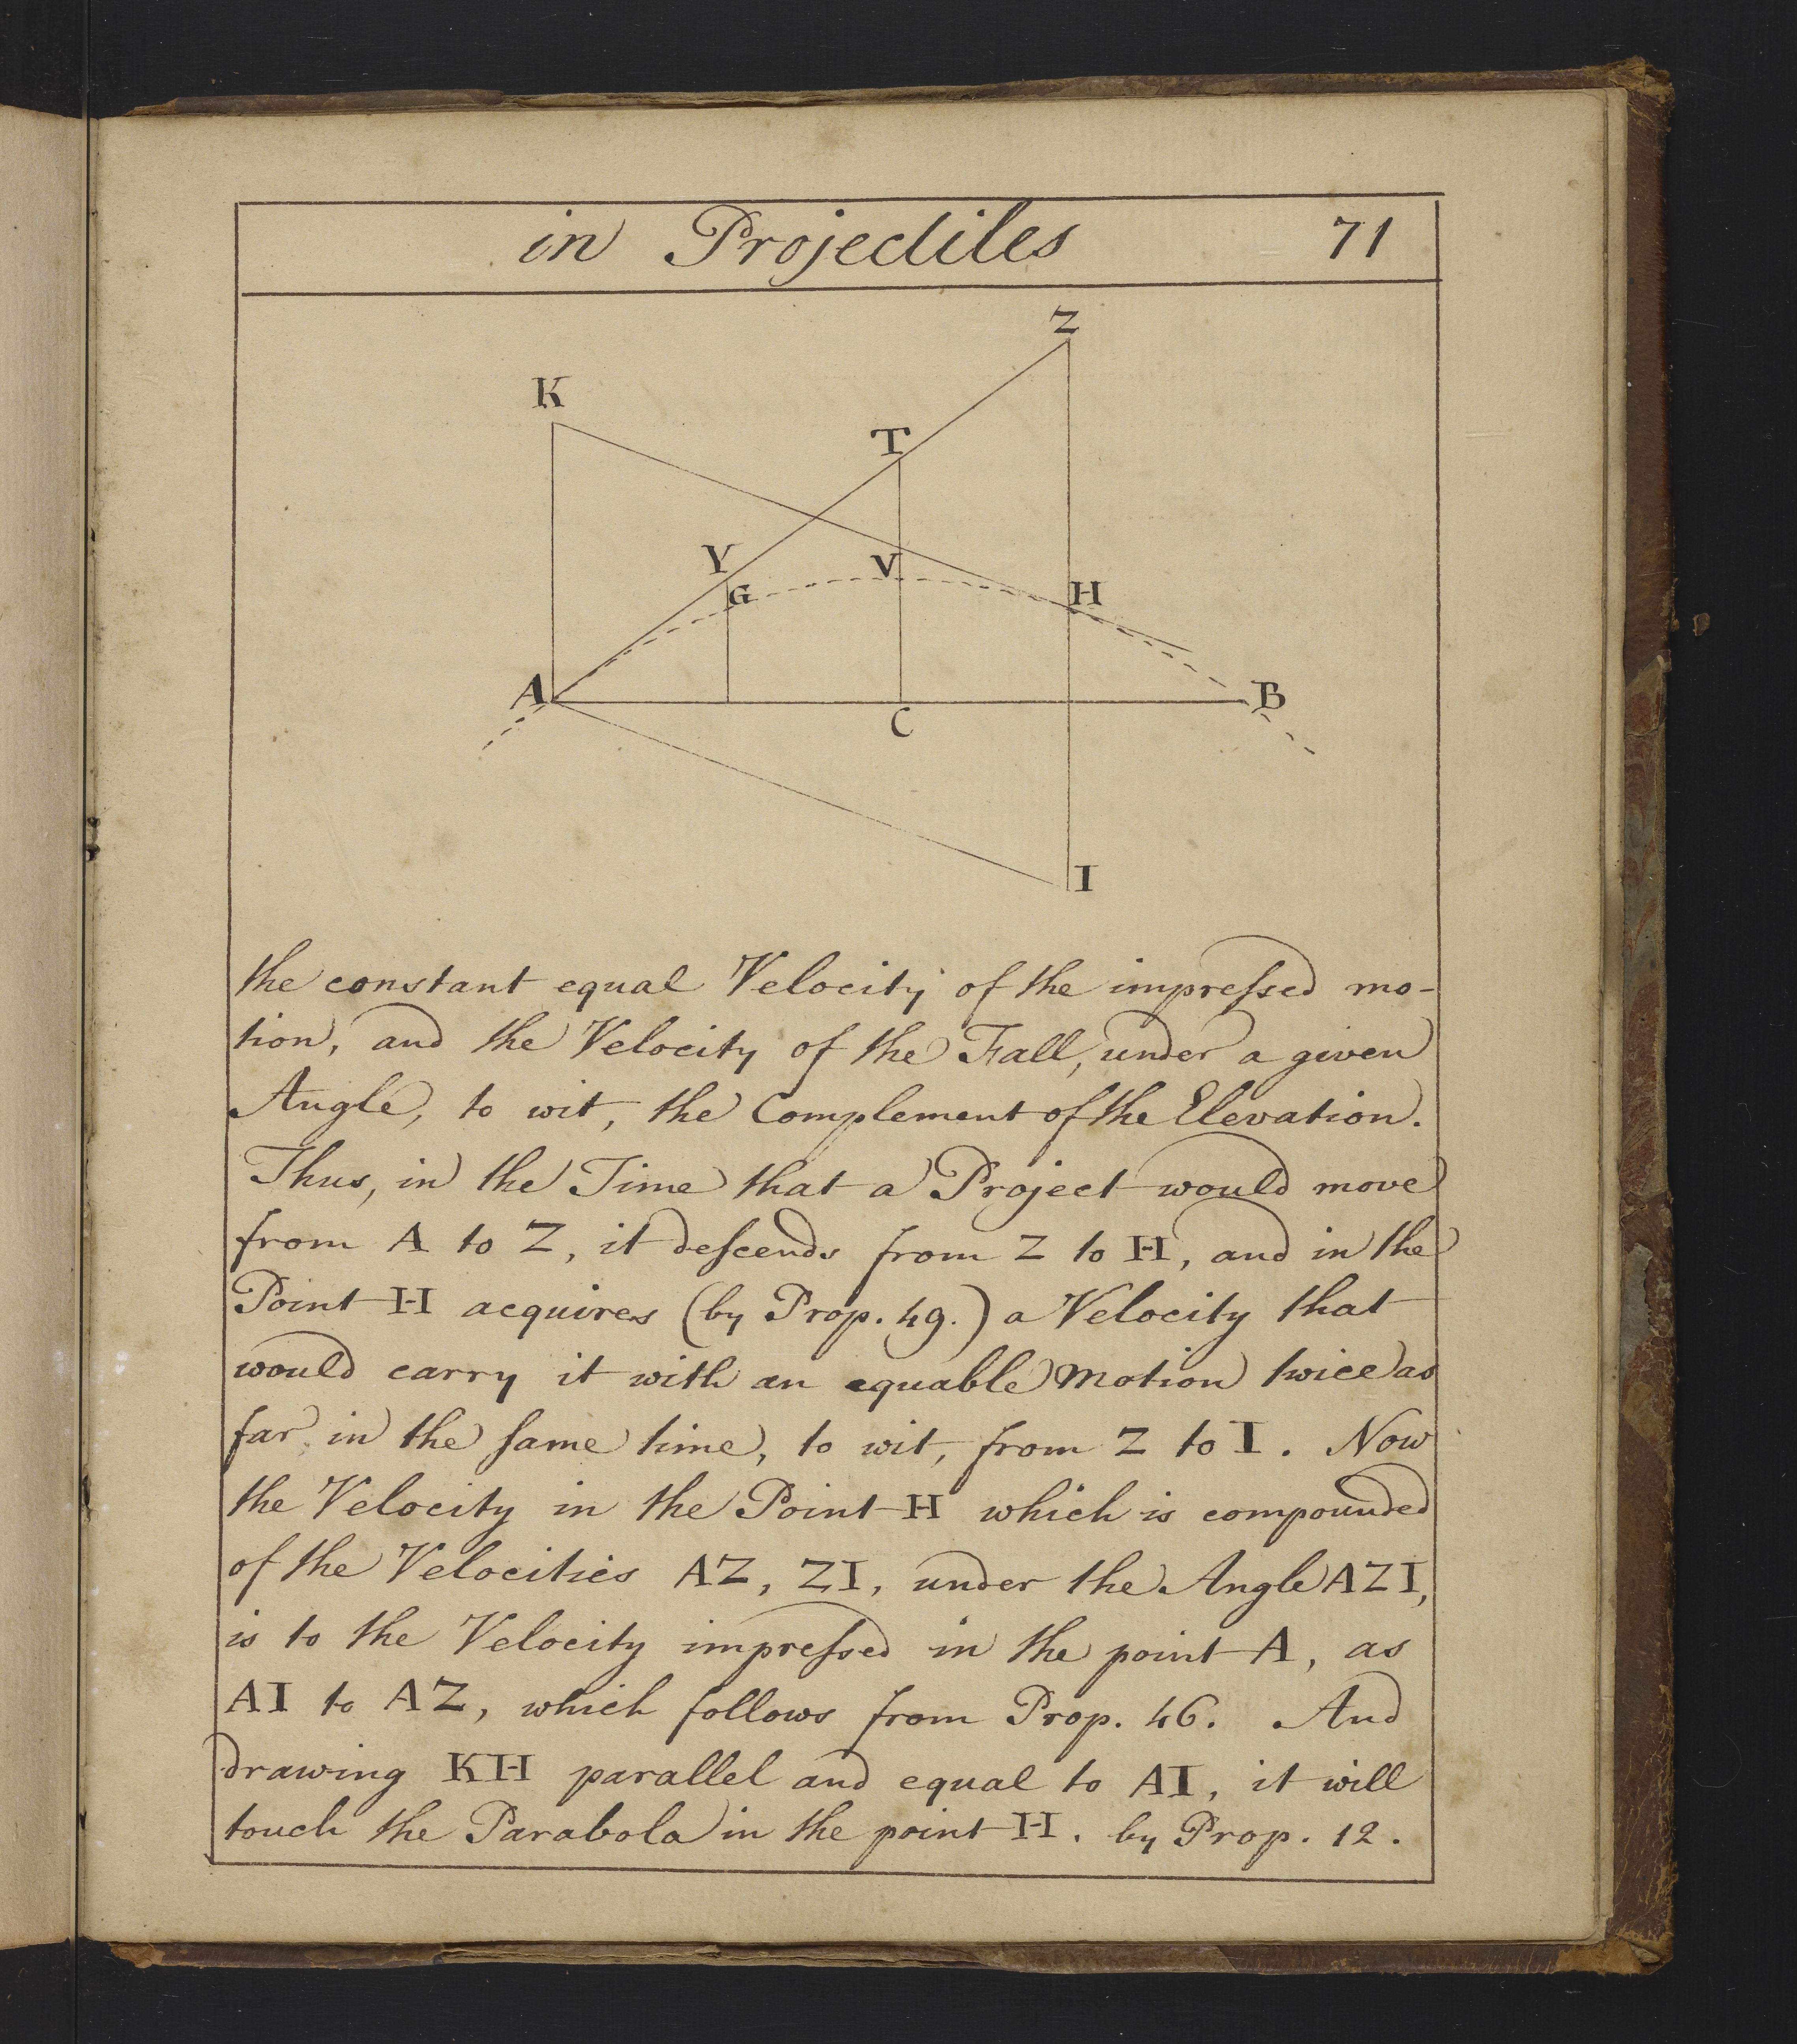 in Projectiles 71
Z
K
T
Y
V
G
H
A
B
C
I
the constant equal Velocity of the impreſsed mo-
tion, and the Velocity of the Fall, under a given
Angle, to wit, the Complement of the Elevation.
Thus, in the Time that a Project would move
from A to Z, it deſcends from Z to H, and in the
Point H acquires (by Prop. 49.) a Velocity that
would carry it with an equable Motion twice as
far in the ſame time, to wit, from Z to I. Now
the Velocity in the Point H which is compounded
of the Velocities AZ, ZI, under the Angle AZI,
is to the Velocity impreſsed in the point A, as
AI to AZ, which follows from Prop. 46. And
drawing KH parallel and equal to AI, it will
touch the Parabola in the point H. by Prop. 12.